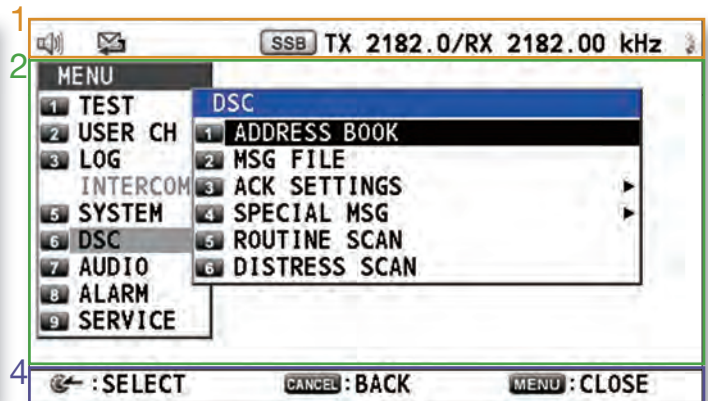 1
SSB TX 2182.0/RX 2182.00 kHz
2
MENU
1 TEST
2 USER CH
3 LOG
INTERCOM
5 SYSTEM
6 DSC
7 AUDIO
8 ALARM
9 SERVICE
DSC
1 ADDRESS BOOK
2 MSG FILE
3 ACK SETTINGS
4 SPECIAL MSG
5 ROUTINE SCAN
6 DISTRESS SCAN
4
:SELECT CANCEL:BACK MENU:CLOSE